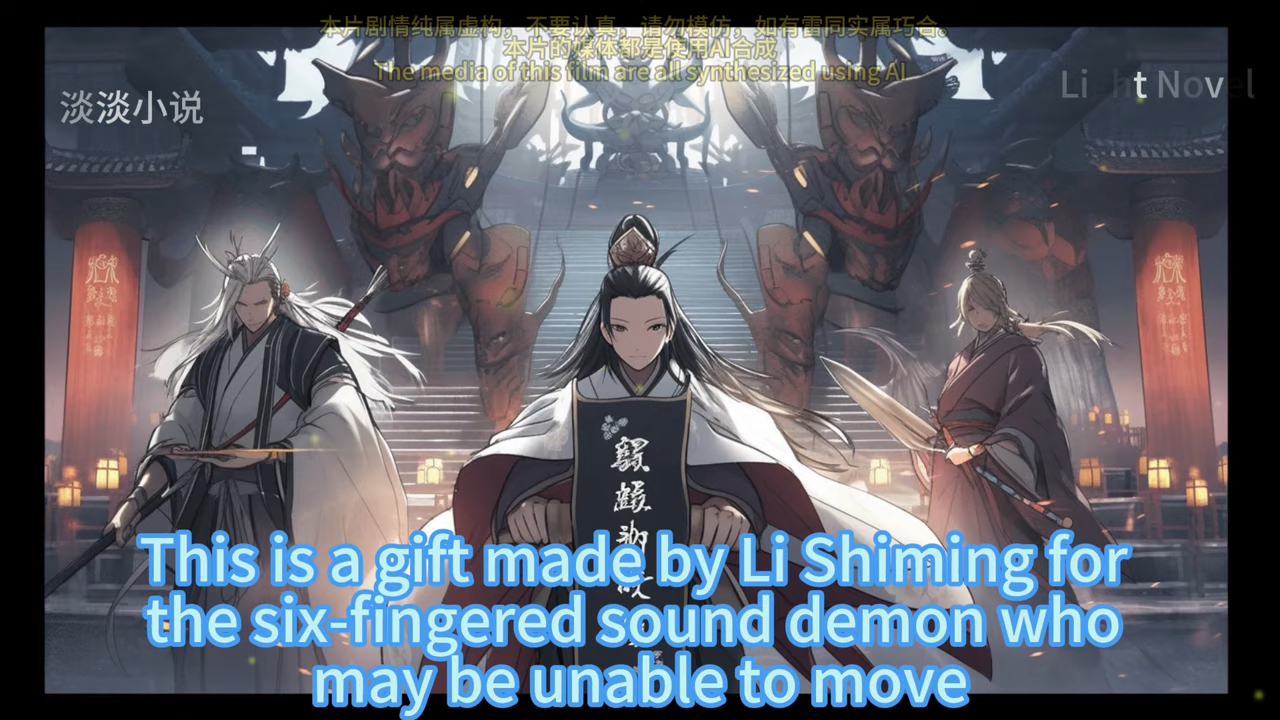 本片剧情纯属虚构，不要认真，请勿模仿，如有雷同实属巧合。
本片的媒体都是使用AI合成
The media of this film are all synthesized using AI
淡淡小说
Light Novel
This is a gift made by Li Shiming for
the six-fingered sound demon who
may be unable to move